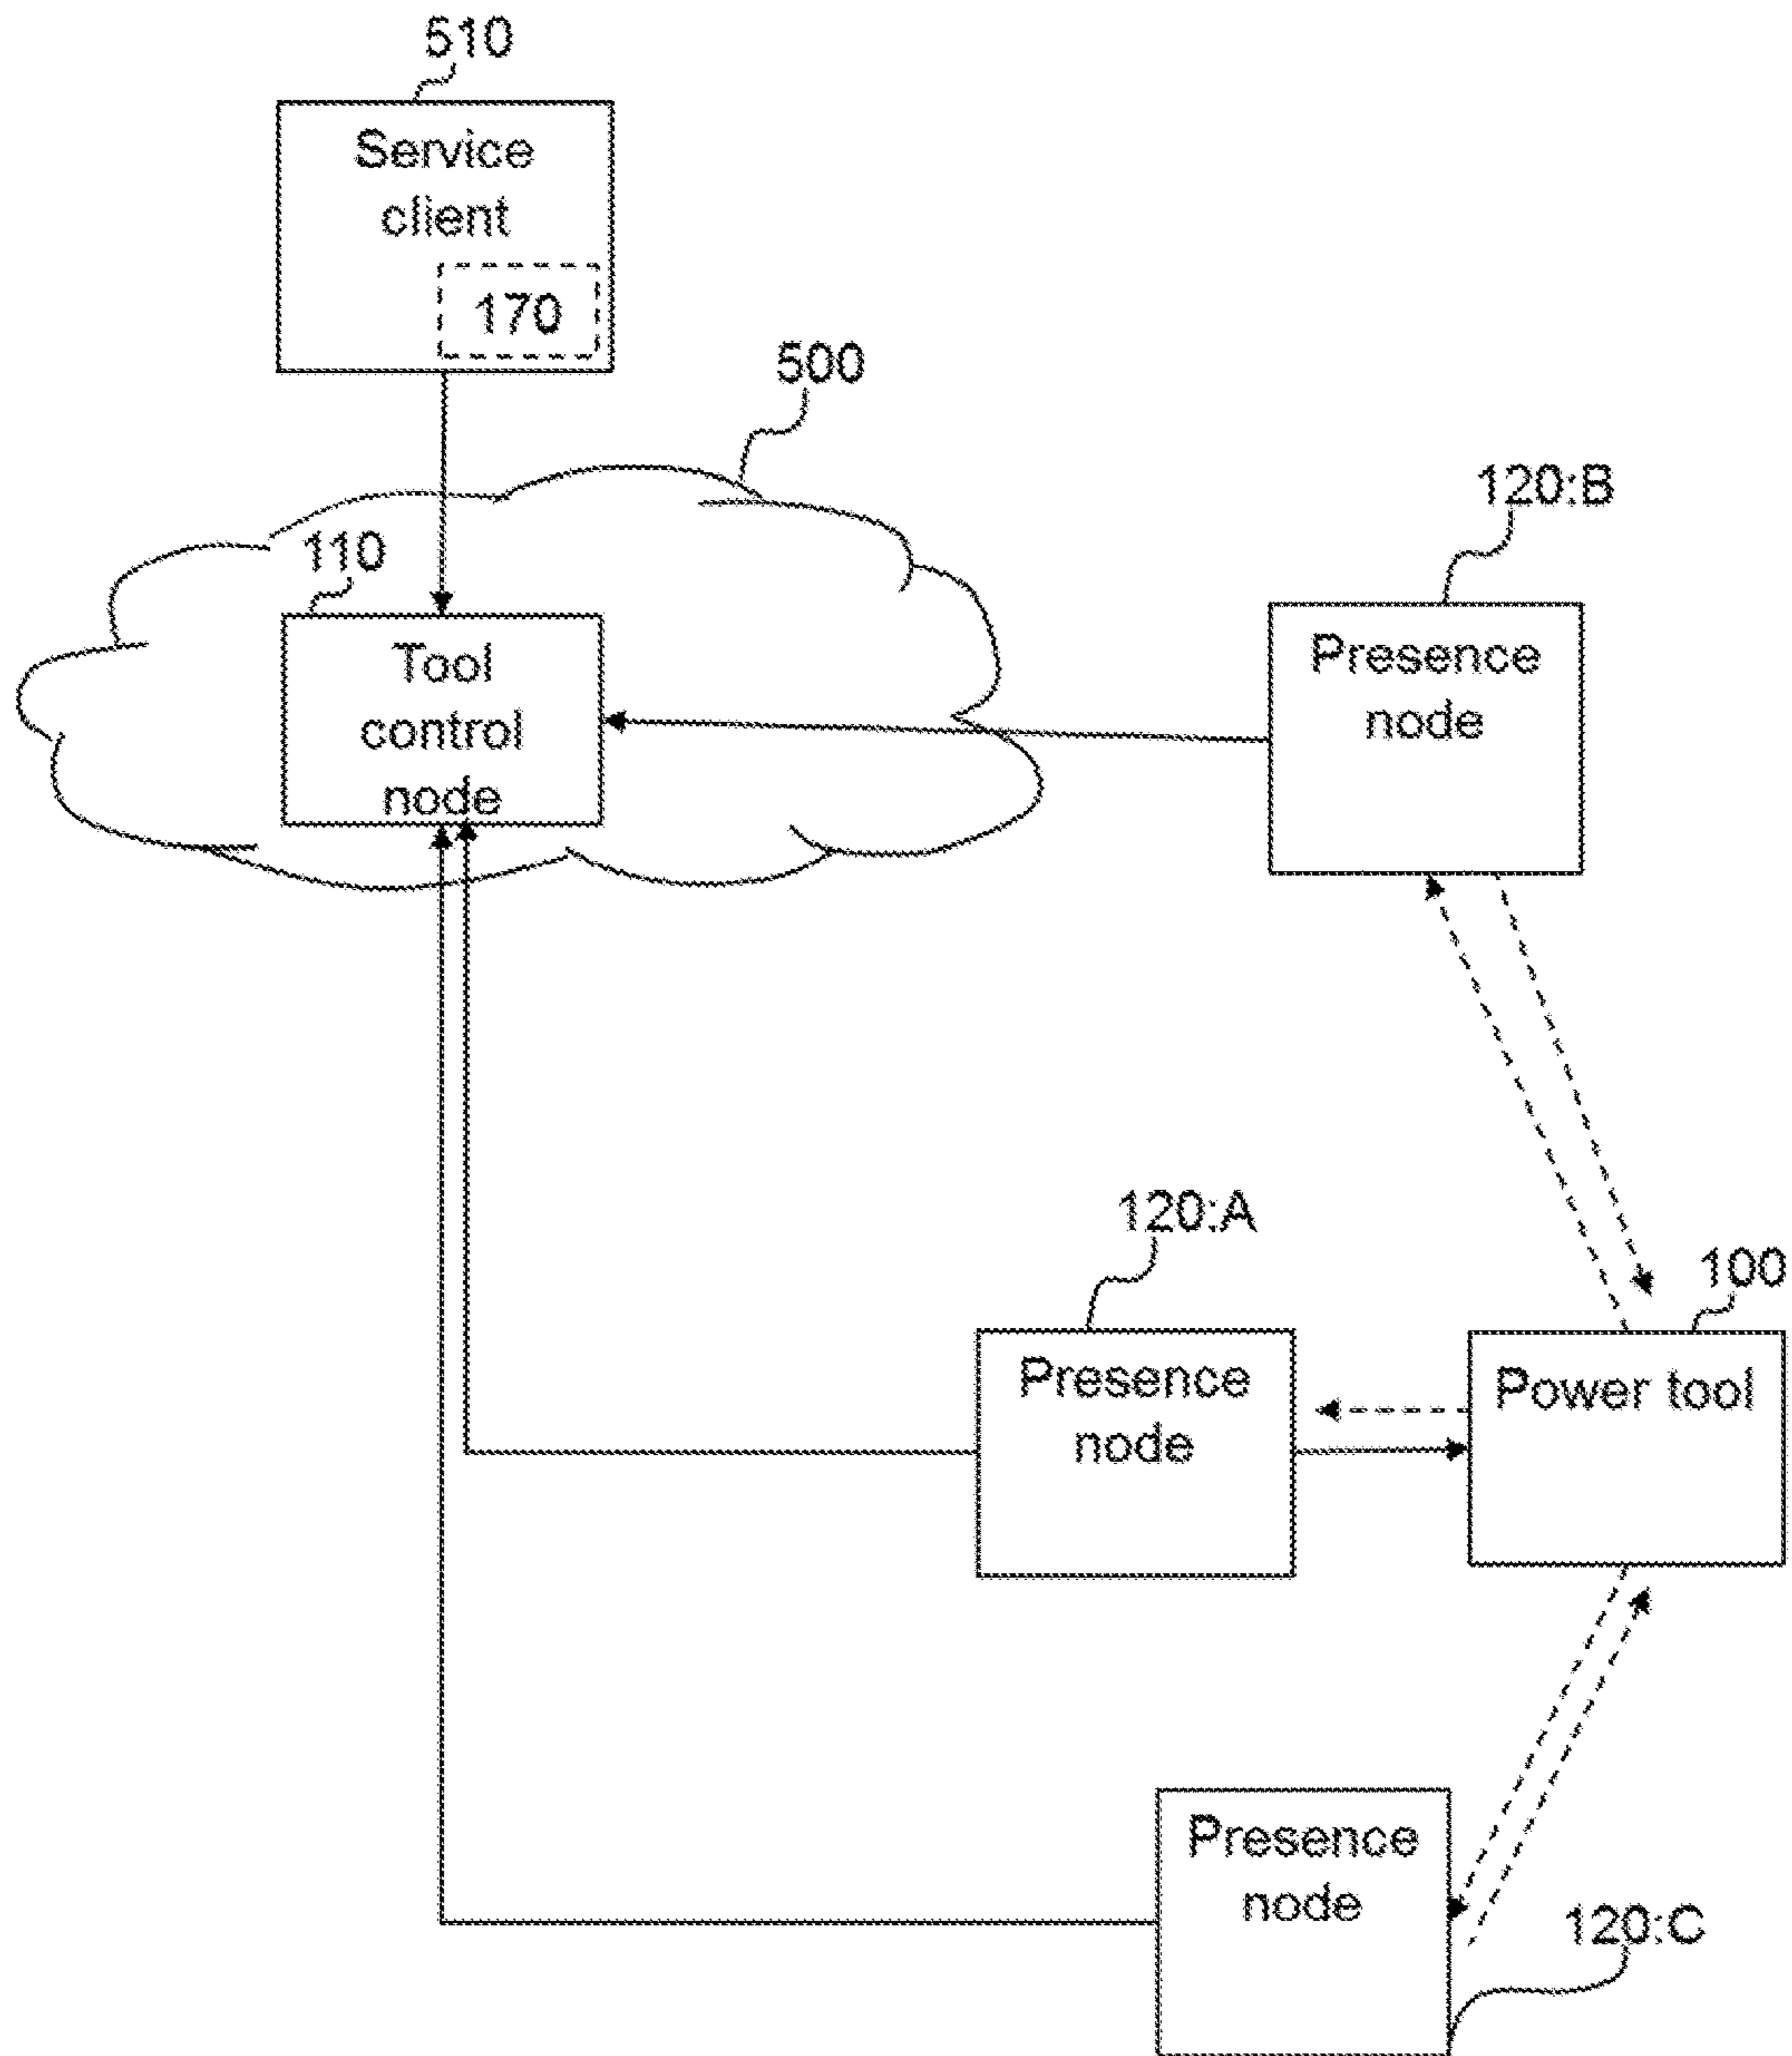 510
Service
client
170
500
120:B
110
Tool
control
node
Presence
node
120:A
100
Presence
node
Power tool
Presence
node
120:C